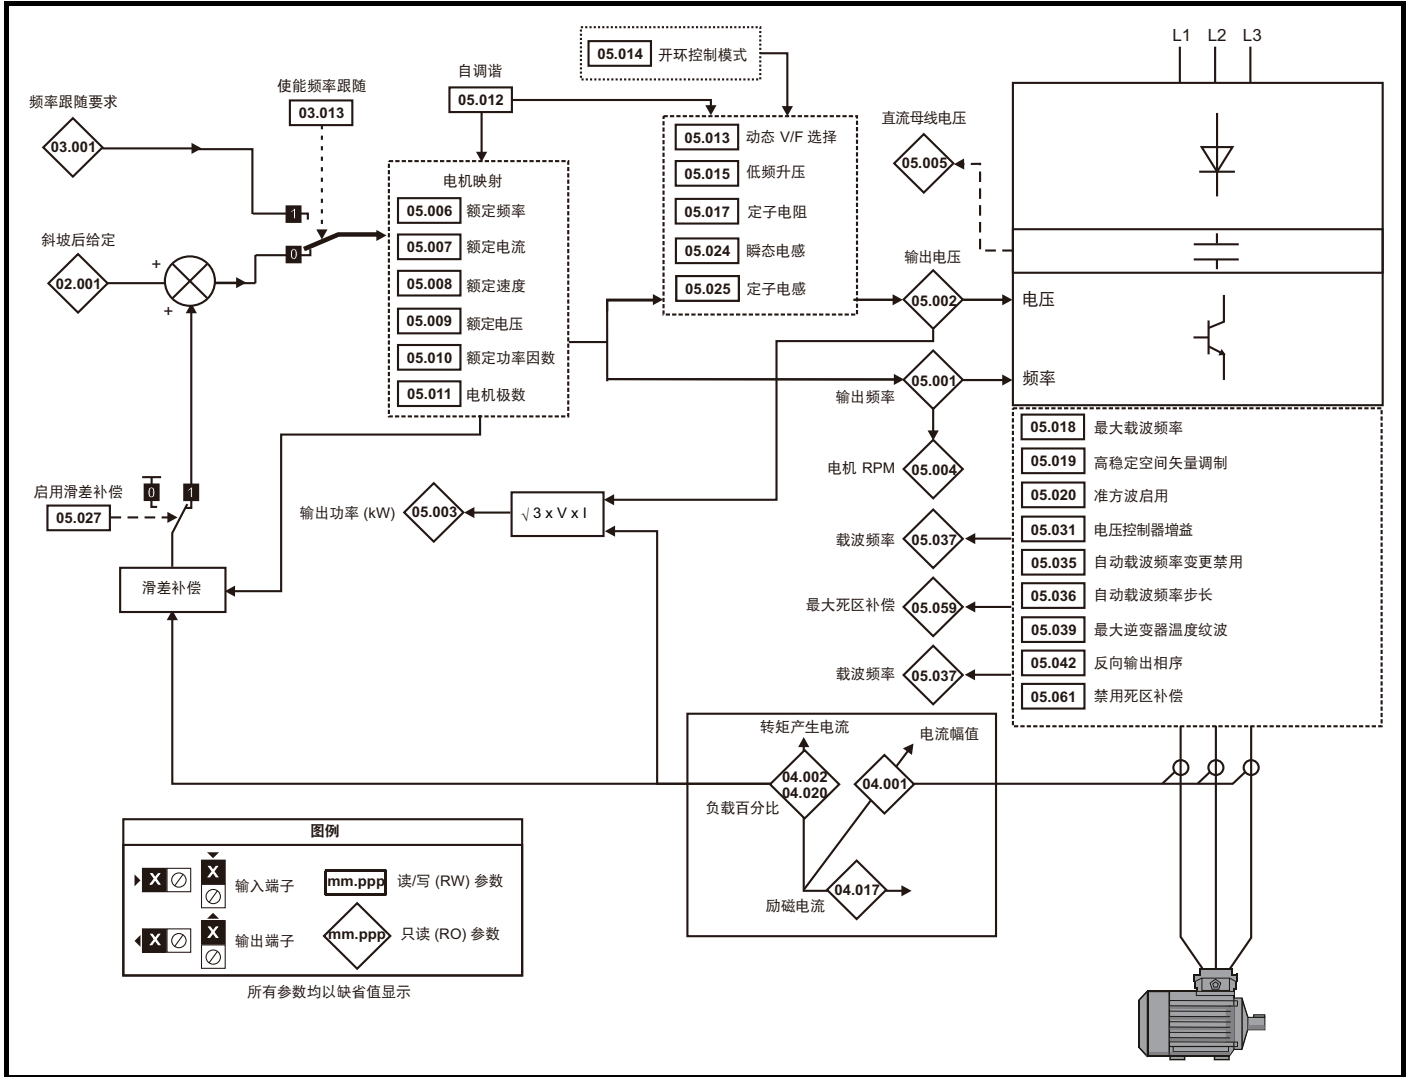 05.014 开环控制模式
L1 L2 L3
自调谐
05.012
使能频率跟随
03.013
频率跟随要求
03.001
1
0
斜坡后给定
02.001
+
+
电机映射
05.006 额定频率
05.007 额定电流
05.008 额定速度
05.009 额定电压
05.010 额定功率因数
05.011 电机极数
05.013 动态 V/F 选择
05.015 低频升压
05.017 定子电阻
05.024 瞬态电感
05.025 定子电感
直流母线电压
05.005
输出电压
05.002
电压
05.001
频率
输出频率
电机 RPM
05.004
启用滑差补偿
05.027
0
1
滑差补偿
输出功率 (kW)
05.003
√ 3 x V x I
载波频率
05.037
最大死区补偿
05.059
载波频率
05.037
05.018 最大载波频率
05.019 高稳定空间矢量调制
05.020 准方波启用
05.031 电压控制器增益
05.035 自动载波频率变更禁用
05.036 自动载波频率步长
05.039 最大逆变器温度纹波
05.042 反向输出相序
05.061 禁用死区补偿
转矩产生电流
04.002
04.020
负载百分比
电流幅值
04.001
04.017
励磁电流
图例
X
X
输入端子
mm.ppp 读/写 (RW) 参数
X
X
输出端子
mm.ppp 只读 (RO) 参数
所有参数均以缺省值显示